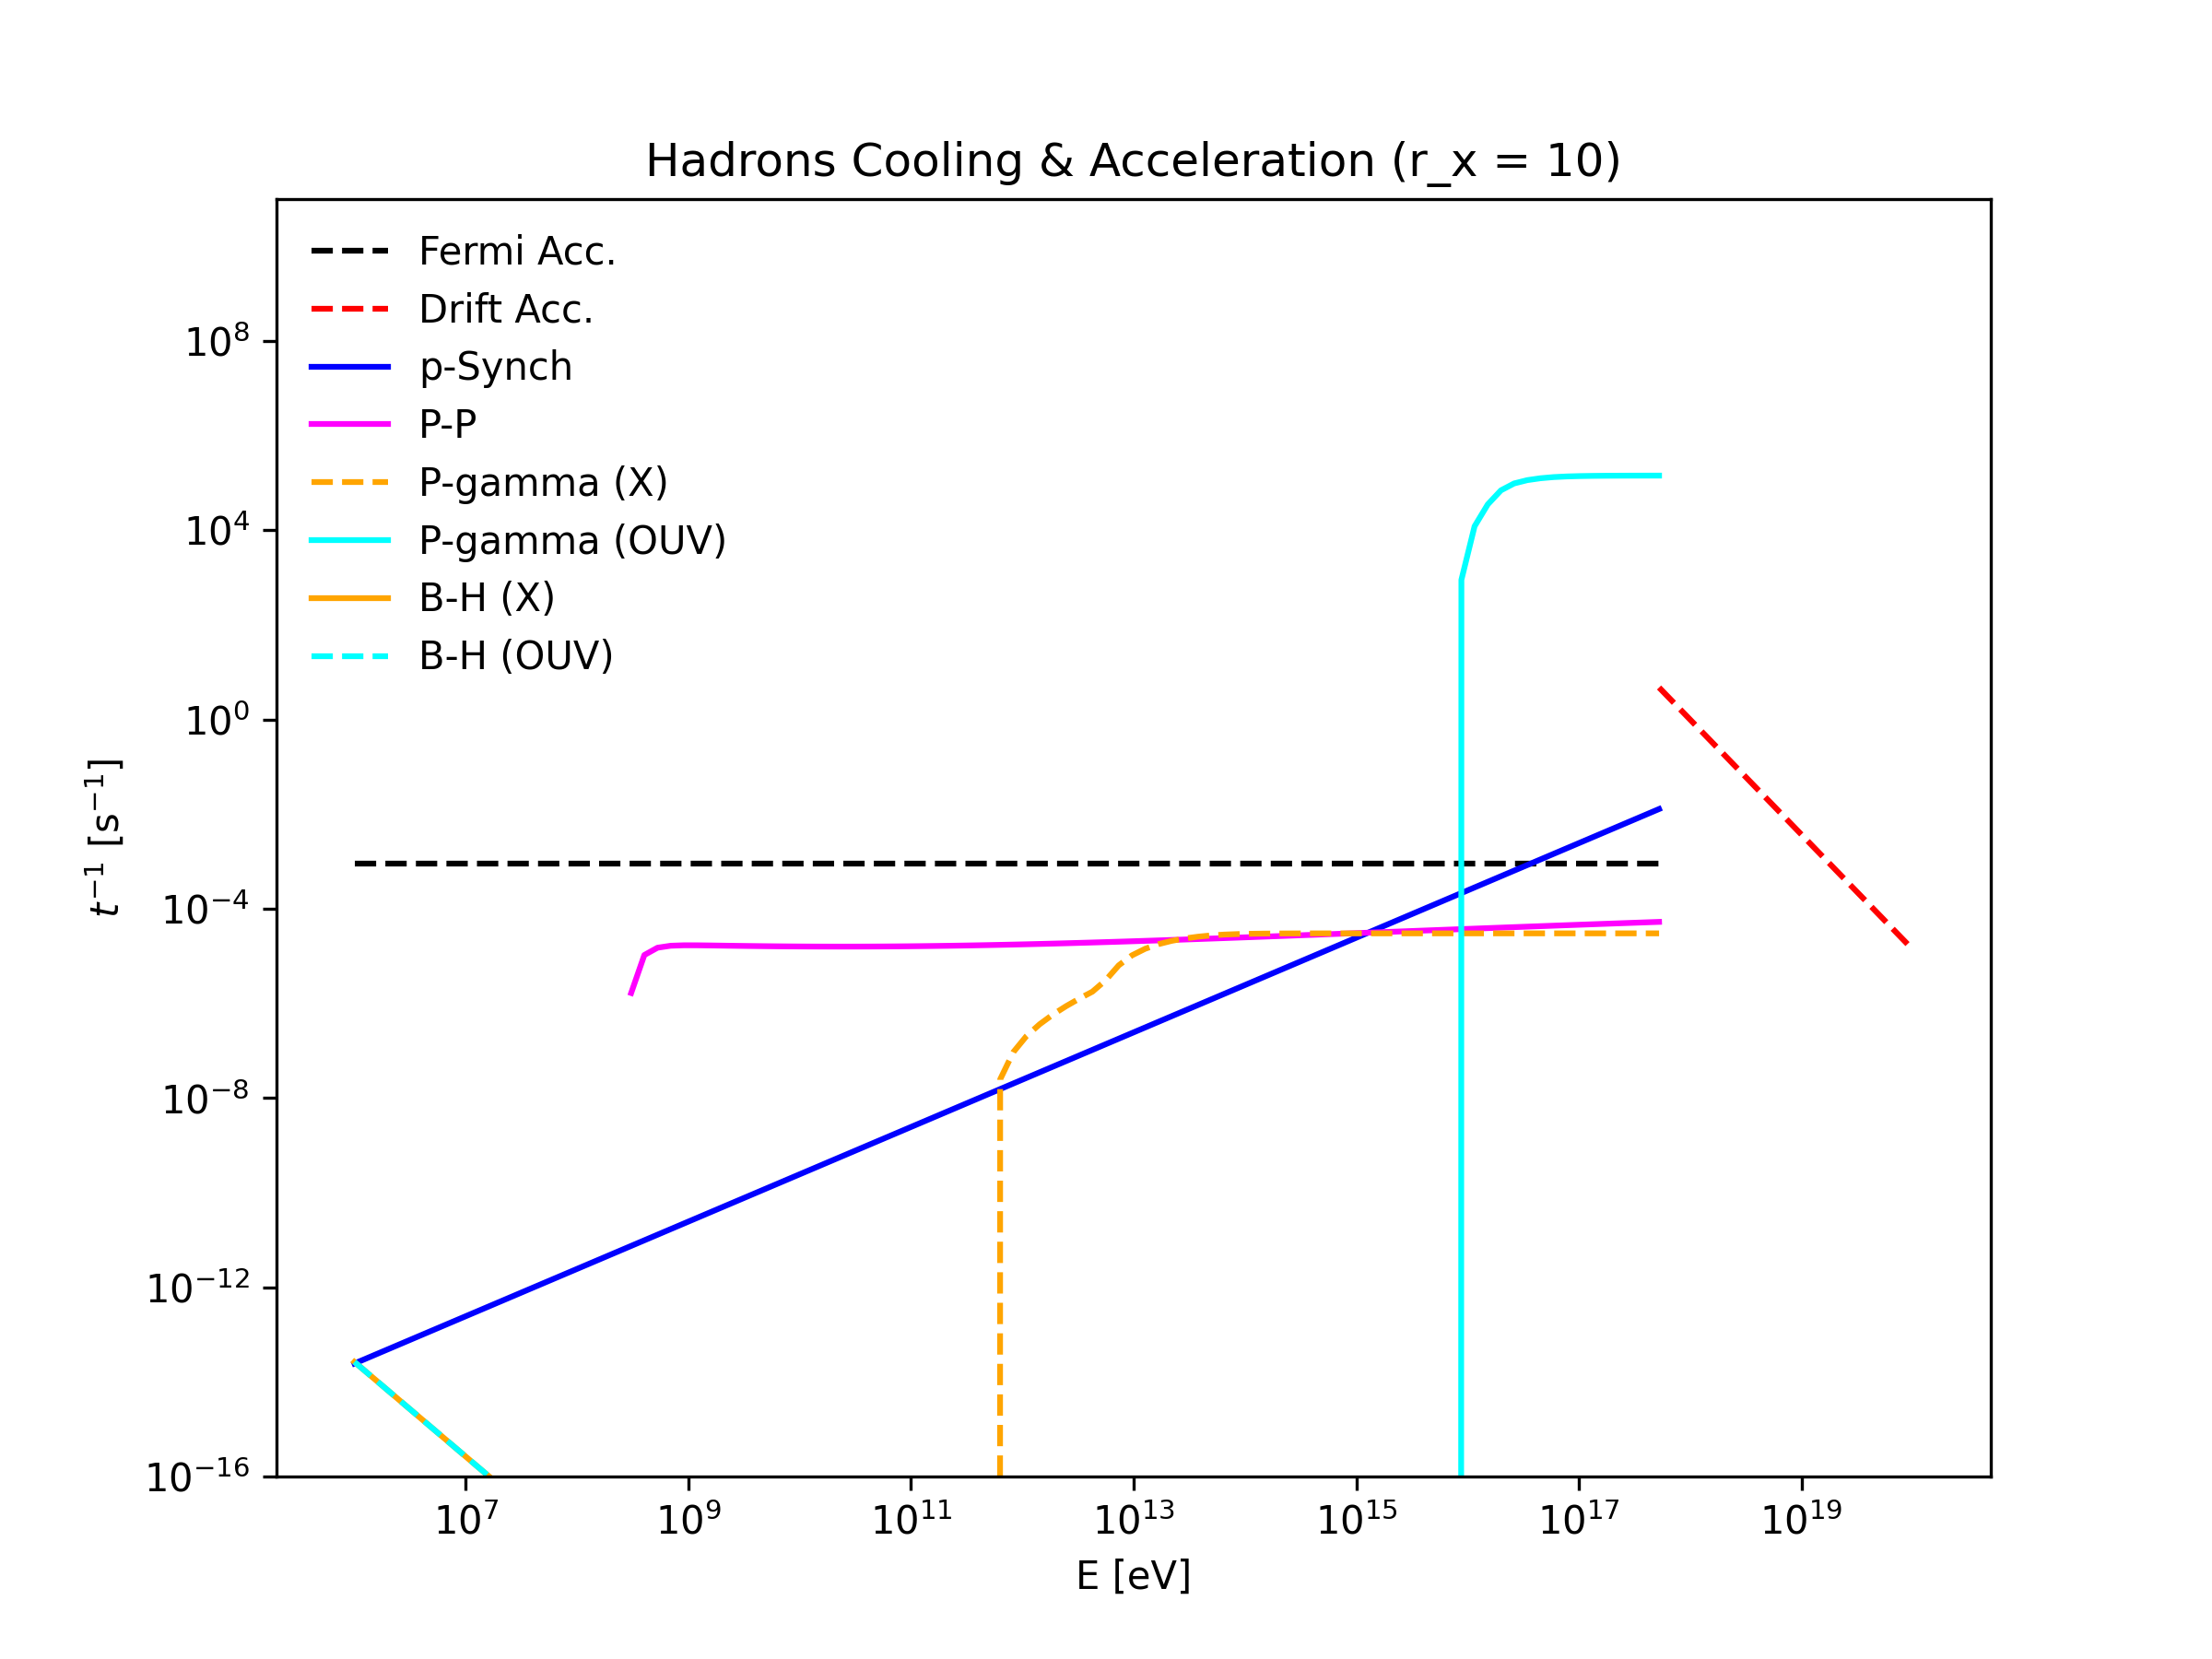 Hadrons Cooling & Acceleration (r_x = 10)
Fermi Acc.
Drift Acc.
p-Synch
P-P
P-gamma (X)
P-gamma (OUV)
B-H (X)
B-H (OUV)
10⁸
10⁴
10⁰
10⁻⁴
10⁻⁸
10⁻¹²
10⁻¹⁶
t⁻¹ [s⁻¹]
10⁷ 10⁹ 10¹¹ 10¹³ 10¹⁵ 10¹⁷ 10¹⁹
E [eV]